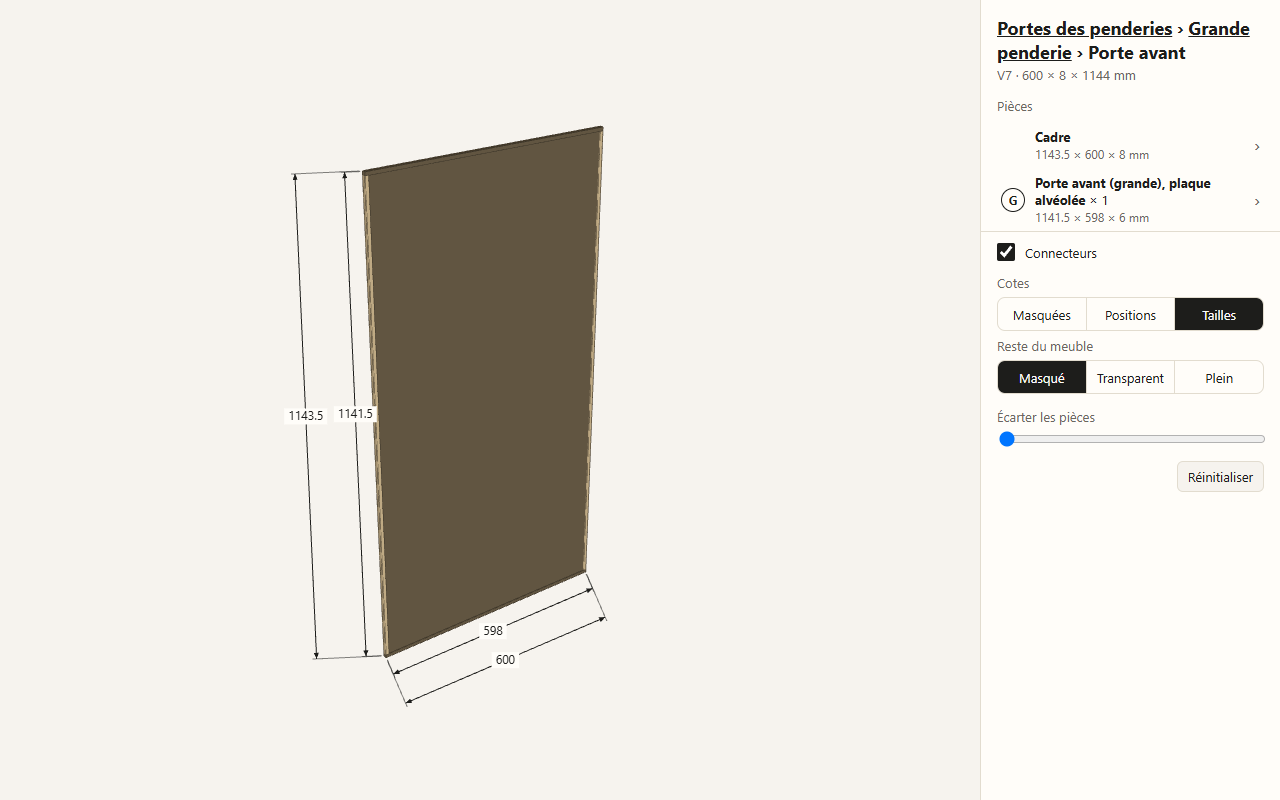 Portes des penderies › Grande
penderie › Porte avant
V7 · 600 × 8 × 1144 mm
Pièces
Cadre
1143.5 × 600 × 8 mm
›
G
Porte avant (grande), plaque
alvéolée × 1
1141.5 × 598 × 6 mm
›
Connecteurs
Cotes
Masquées Positions Tailles
Reste du meuble
Masqué Transparent Plein
Écarter les pièces
Réinitialiser
1143.5 1141.5
598
600